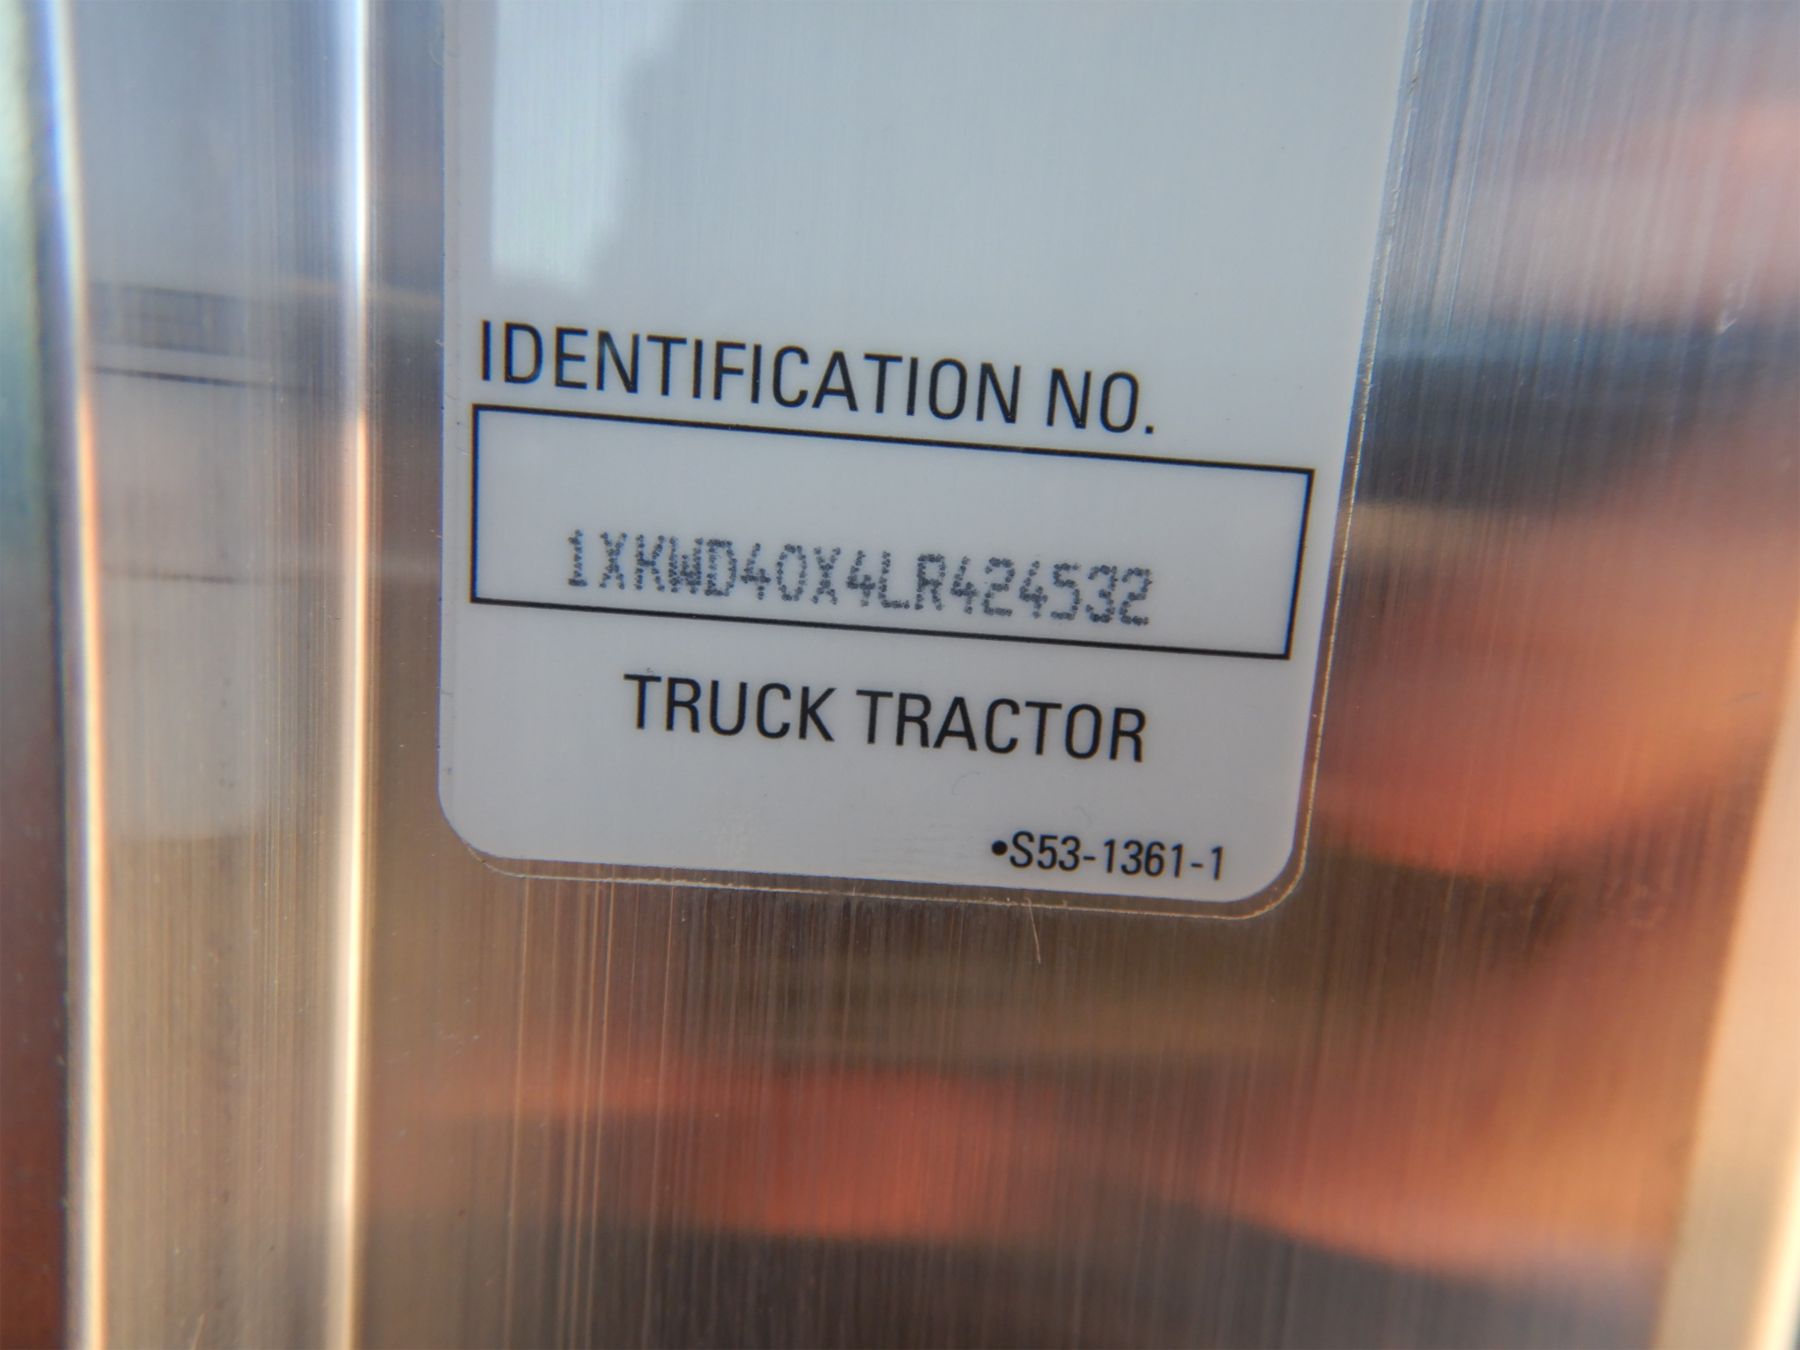 IDENTIFICATION NO.
1XKWD40X4LR424532
TRUCK TRACTOR
•S53-1361-1